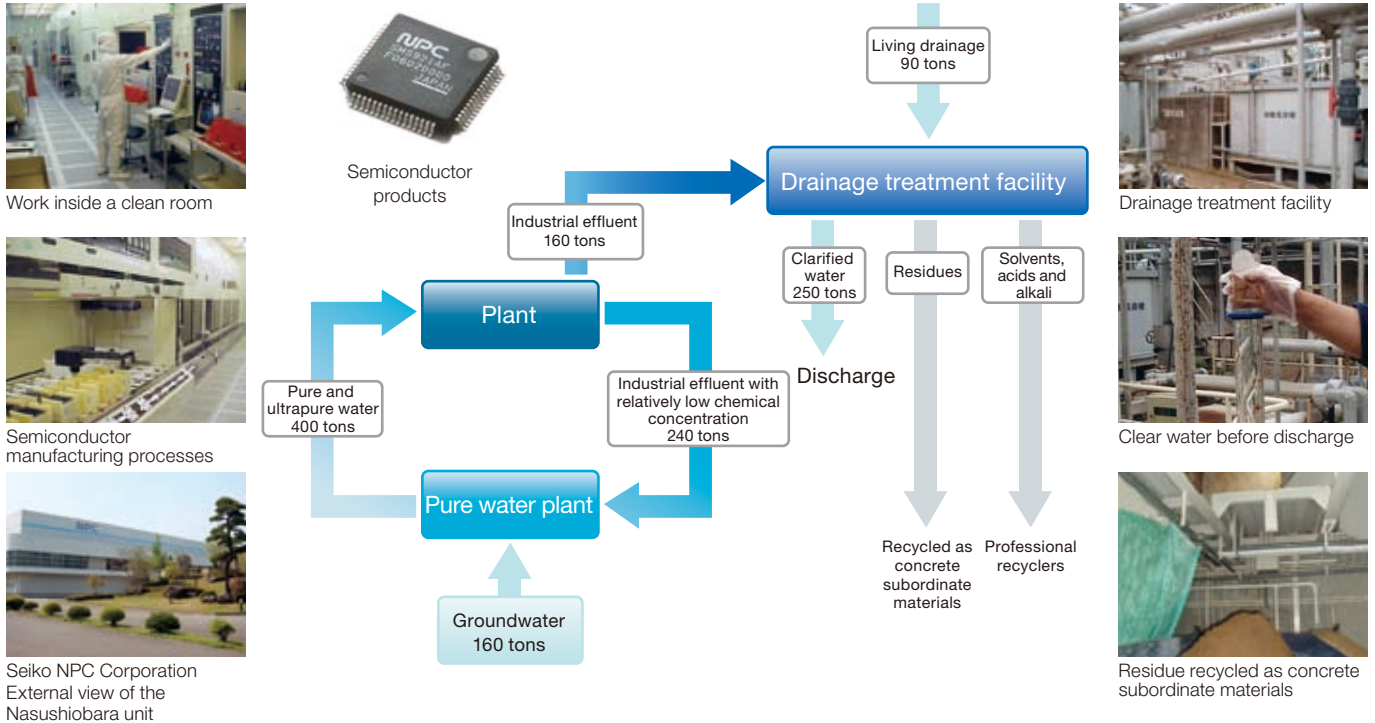 Work inside a clean room
Semiconductor
manufacturing processes
Seiko NPC Corporation
External view of the
Nasushiobara unit
NPC
JAPAN
Semiconductor
products
Living drainage
90 tons
Drainage treatment facility
Industrial effluent
160 tons
Clarified
water
250 tons
Residues
Solvents,
acids and
alkali
Plant
Discharge
Pure and
ultrapure water
400 tons
Industrial effluent with
relatively low chemical
concentration
240 tons
Pure water plant
Groundwater
160 tons
Recycled as
concrete
subordinate
materials
Professional
recyclers
Drainage treatment facility
Clear water before discharge
Residue recycled as concrete
subordinate materials